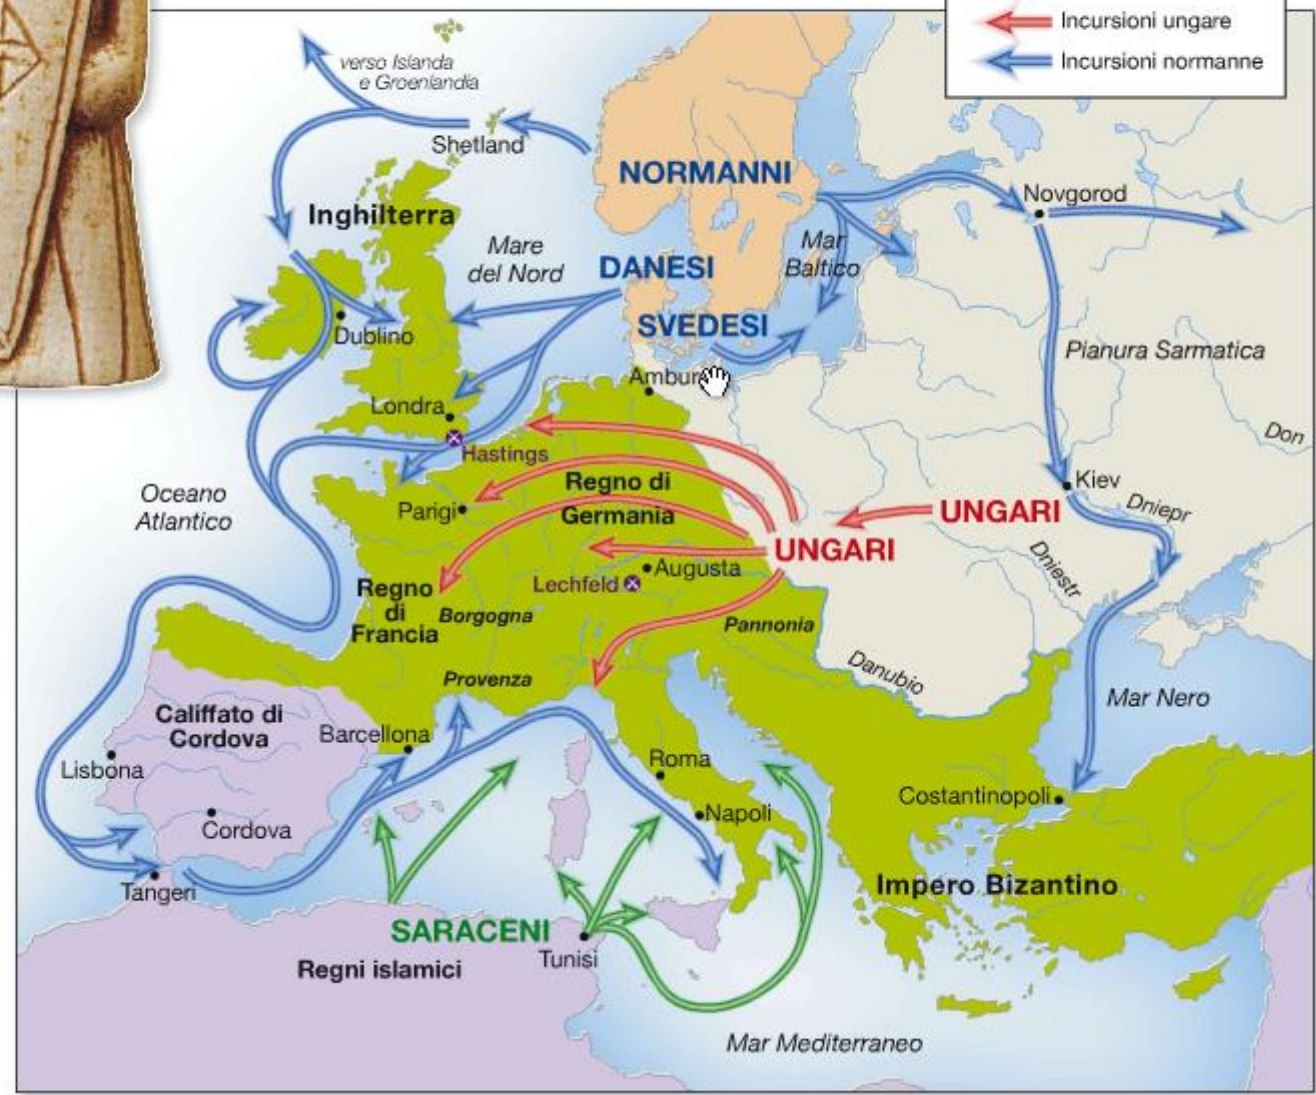 Incursioni ungare
Incursioni normanne
verso Islanda
e Groenlandia
Shetland
NORMANNI
Novgorod
Inghilterra
Mare
del Nord
DANESI
Mar
Baltico
SVEDESI
Dublino
Pianura Sarmatica
Londra
Hastings
Don
Oceano
Atlantico
Parigi
Regno di
Germania
Kiev
Dniepr
UNGARI
UNGARI
Dniestr
Augusta
Lechfeld
Regno
di
Francia
Borgogna
Pannonia
Provenza
Danubio
Mar Nero
Califfato di
Cordova
Barcellona
Lisbona
Roma
Napoli
Costantinopoli
Cordova
Tangeri
Impero Bizantino
SARACENI
Tunisi
Regni islamici
Mar Mediterraneo